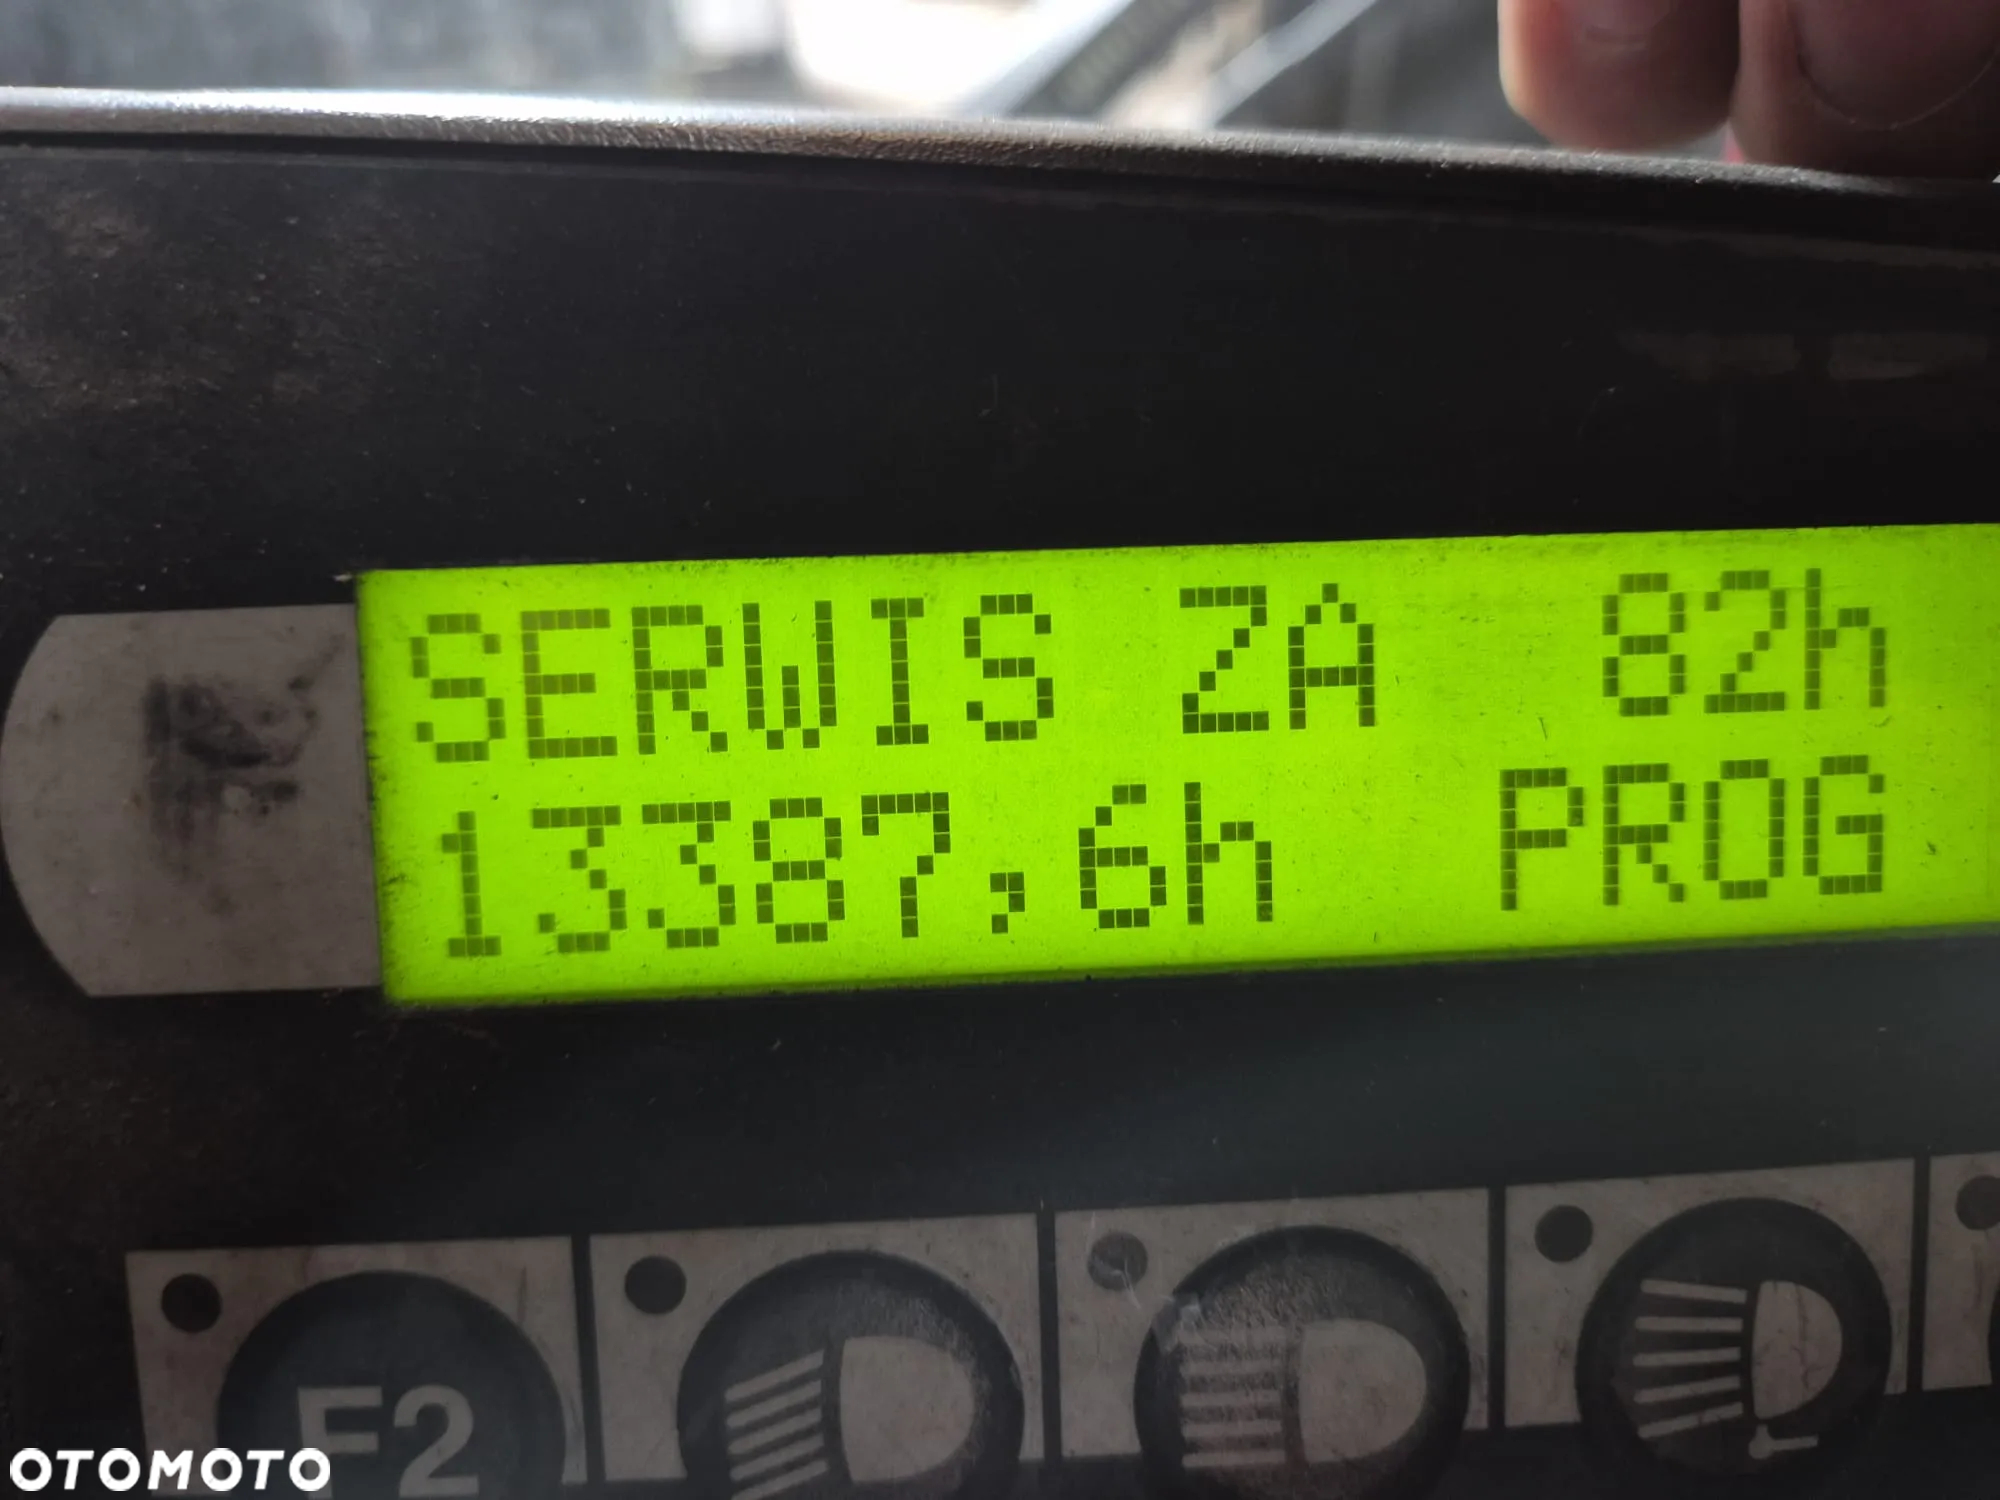 SERWIS ZA 82h
13387,6h PROG
F2
OTOMOTO